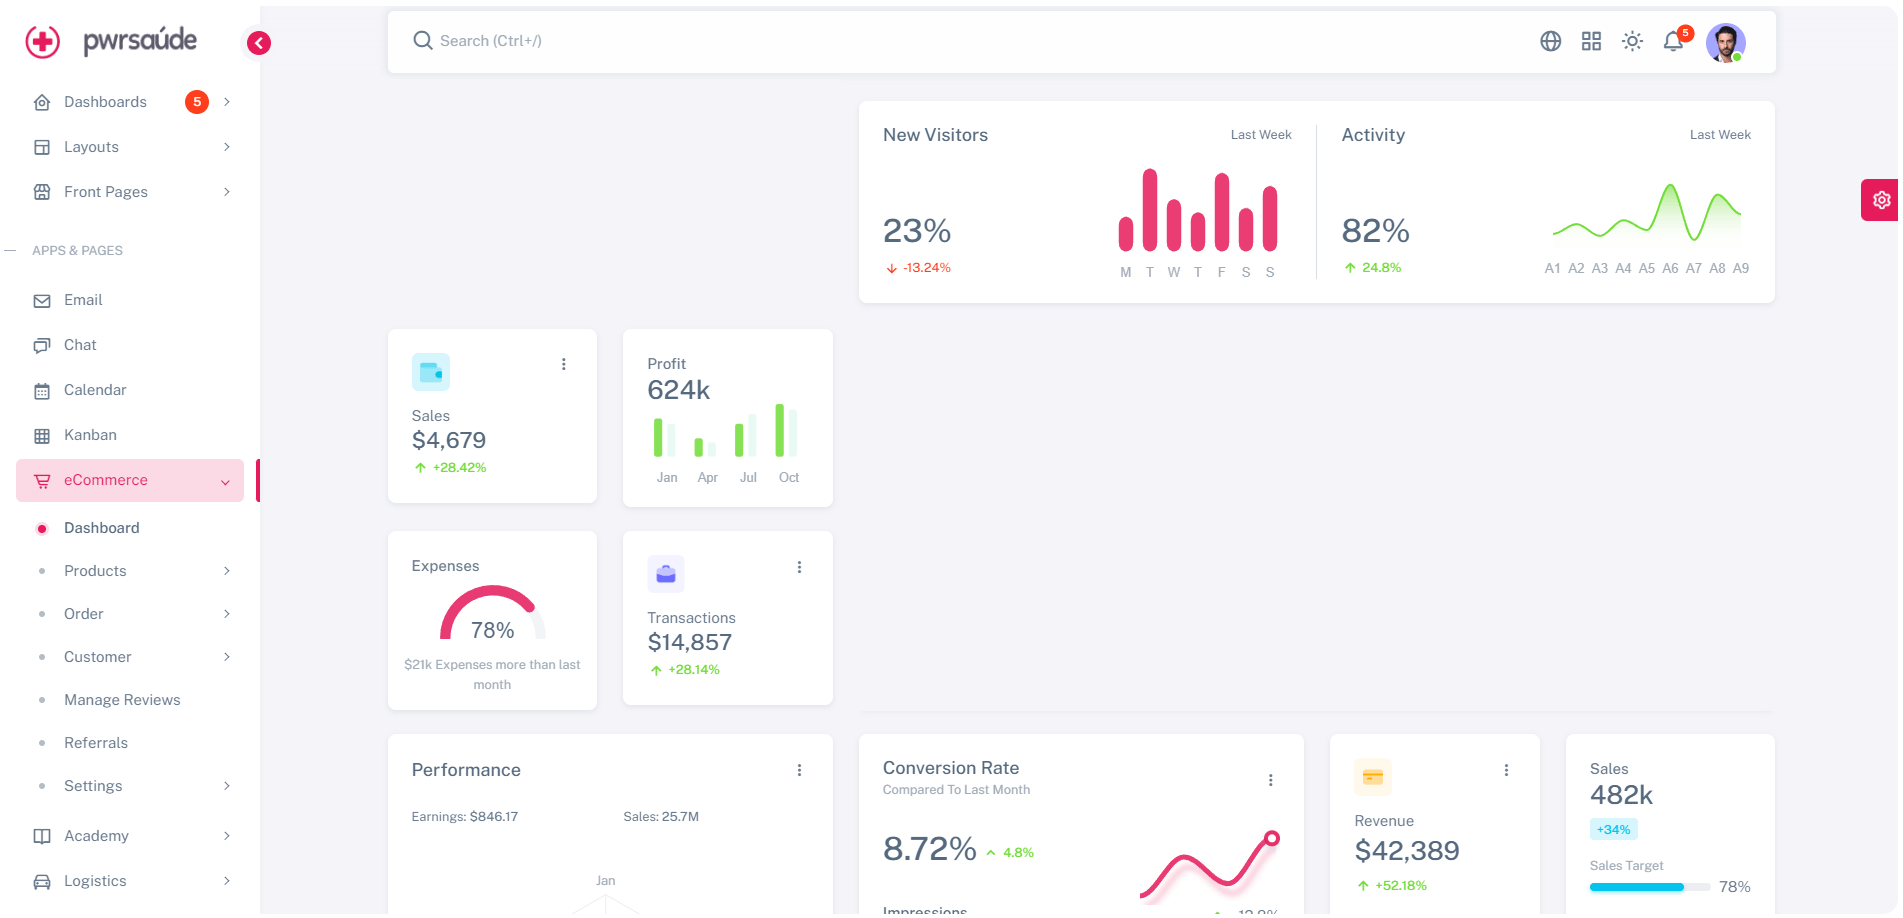 pwrsaúde
Search (Ctrl+/)
5
Dashboards
5
Layouts
Front Pages
APPS & PAGES
Email
Chat
Calendar
Kanban
eCommerce
Dashboard
Products
Order
Customer
Manage Reviews
Referrals
Settings
Academy
Logistics
New Visitors
Last Week
23%
-13.24%
M T W T F S S
Activity
Last Week
82%
24.8%
A1 A2 A3 A4 A5 A6 A7 A8 A9
Sales
$4,679
+28.42%
Profit
624k
Jan Apr Jul Oct
Expenses
78%
$21k Expenses more than last
month
Transactions
$14,857
+28.14%
Performance
Earnings: $846.17
Sales: 25.7M
Jan
Conversion Rate
Compared To Last Month
8.72%
4.8%
Impressions
12.8%
Revenue
$42,389
+52.18%
Sales
482k
+34%
Sales Target
78%